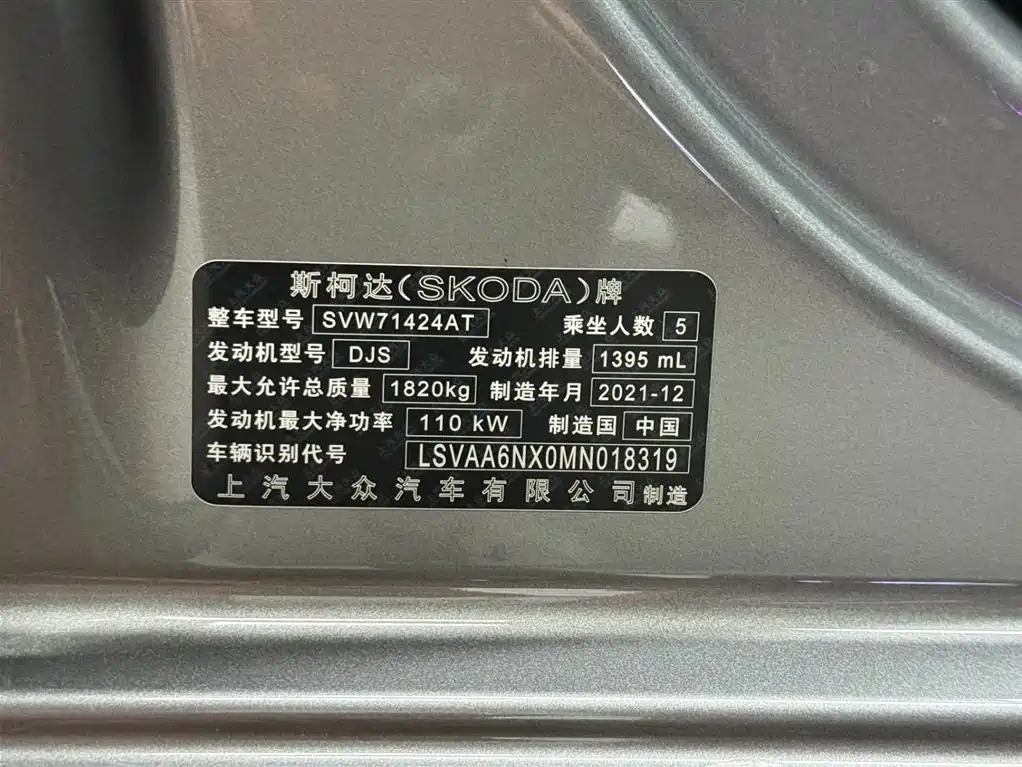 斯柯达(SKODA)牌
整车型号 SVW71424AT 乘坐人数 5
发动机型号 DJS 发动机排量 1395 mL
最大允许总质量 1820kg 制造年月 2021-12
发动机最大净功率 110 kW 制造国 中国
车辆识别代号 LSVAA6NX0MN018319
上汽大众汽车有限公司制造